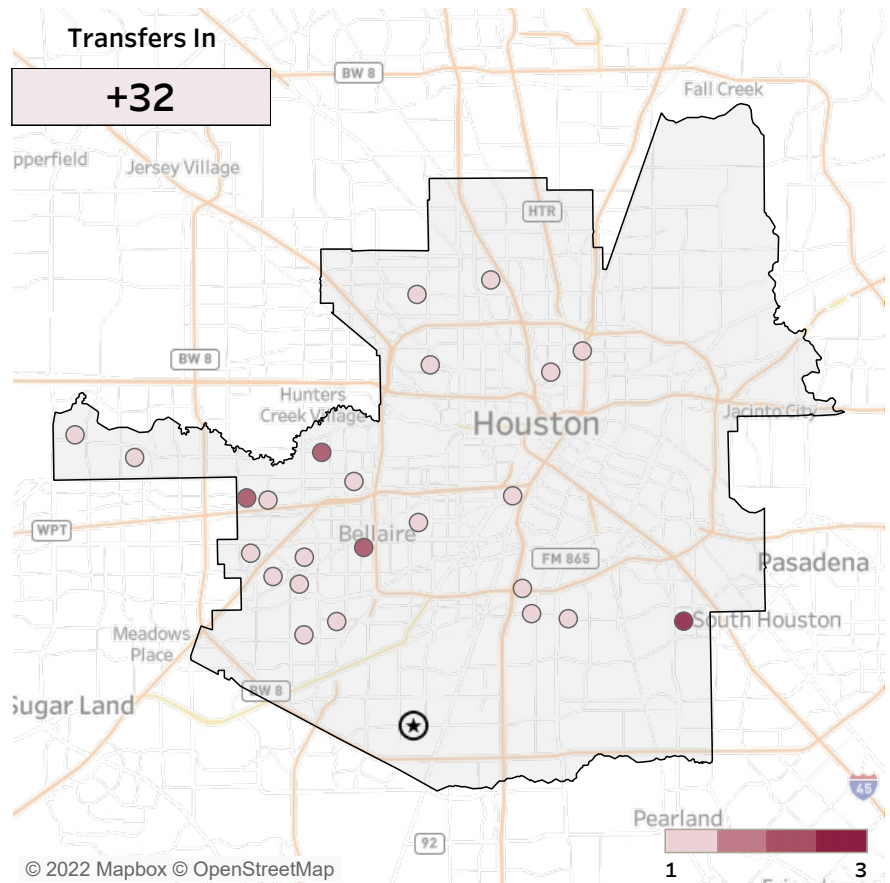 Transfers In
+32
BW 8
Fall Creek
pperfield
Jersey Village
HTR
BW 8
Hunters
Creek Village
Jacinto City
Houston
WPT
Bellaire
FM 865
Pasadena
South Houston
Meadows
Place
BW 8
Sugar Land
45
Pearland
92
1
3
© 2022 Mapbox © OpenStreetMap